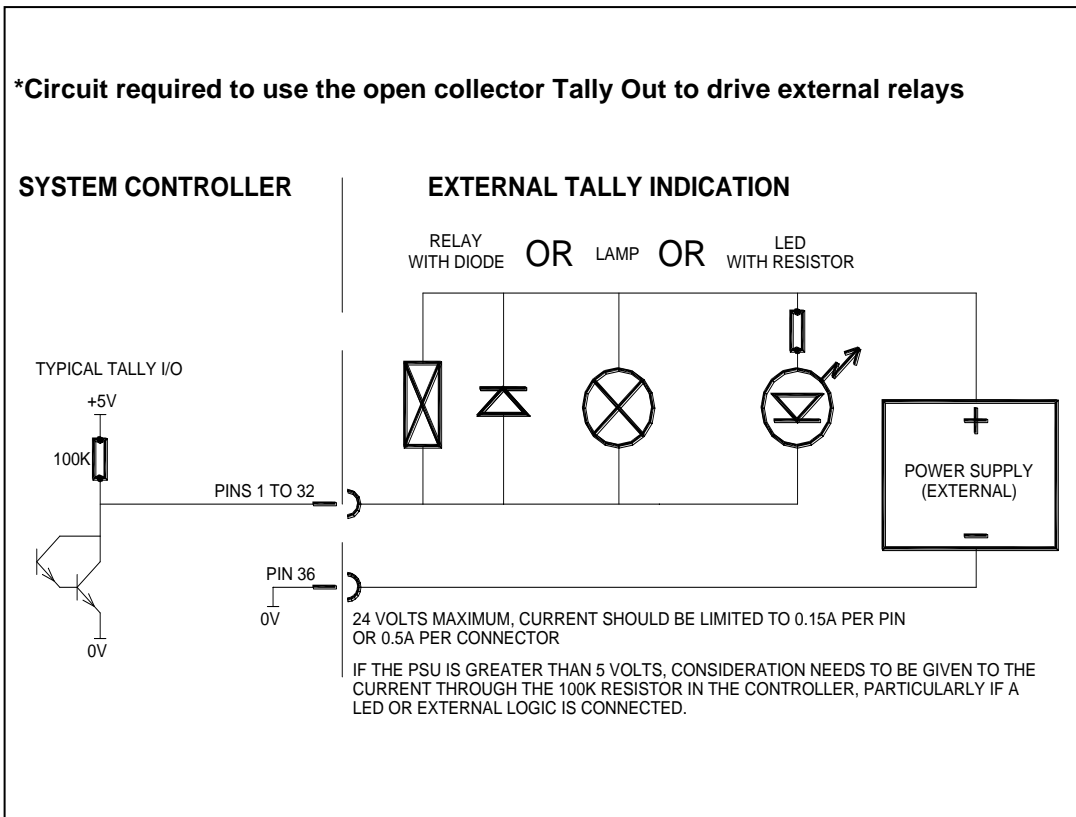 *Circuit required to use the open collector Tally Out to drive external relays
SYSTEM CONTROLLER
EXTERNAL TALLY INDICATION
RELAY
WITH DIODE
OR
LAMP
OR
LED
WITH RESISTOR
TYPICAL TALLY I/O
+5V
100K
PINS 1 TO 32
+
POWER SUPPLY
(EXTERNAL)
PIN 36
0V
0V
24 VOLTS MAXIMUM, CURRENT SHOULD BE LIMITED TO 0.15A PER PIN
OR 0.5A PER CONNECTOR
IF THE PSU IS GREATER THAN 5 VOLTS, CONSIDERATION NEEDS TO BE GIVEN TO THE
CURRENT THROUGH THE 100K RESISTOR IN THE CONTROLLER, PARTICULARLY IF A
LED OR EXTERNAL LOGIC IS CONNECTED.